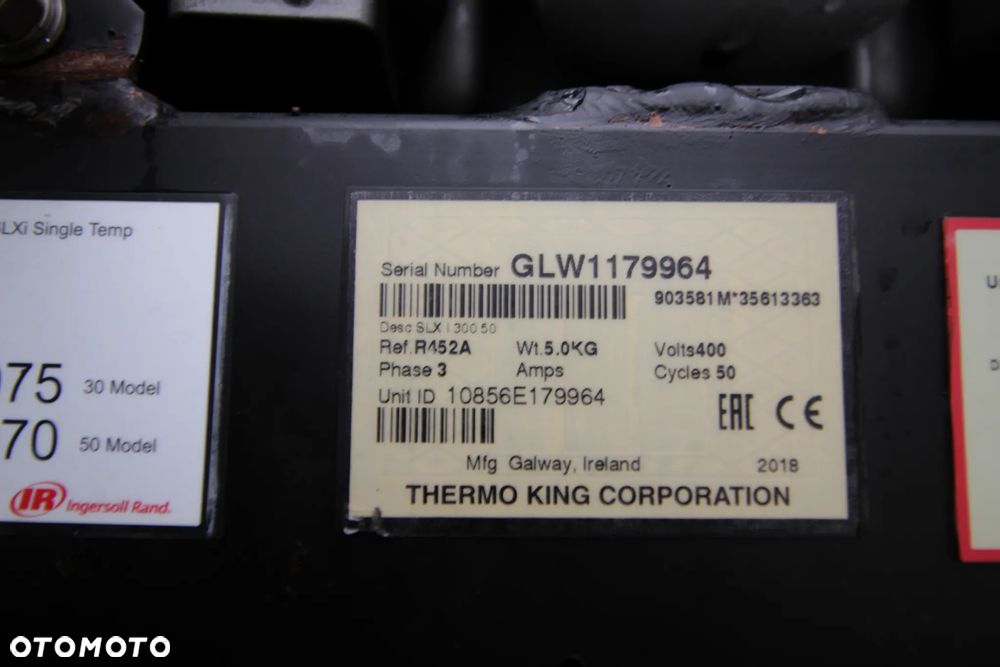 SLXi Single Temp
075 30 Model
70 50 Model
IR Ingersoll Rand.
Serial Number GLW1179964
903581M*35613363
Desc SLX i 300 50
Ref.R452A Wt.5.0KG Volts400
Phase 3 Amps Cycles 50
Unit ID 10856E179964
EAC CE
Mfg Galway, Ireland 2018
THERMO KING CORPORATION
OTOMOTO